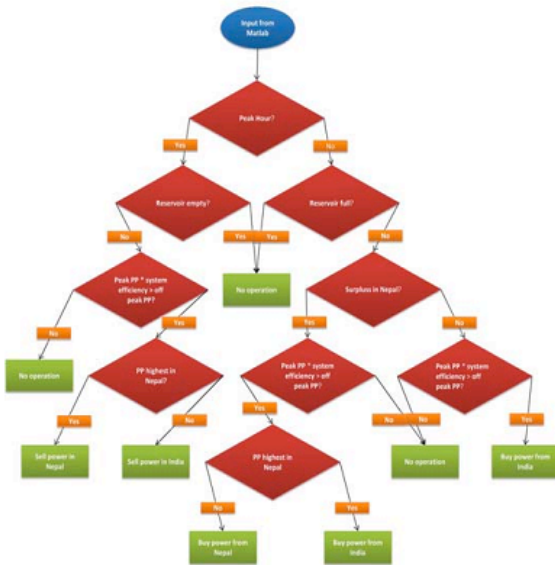 Input from
Matlab
Peak Hour?
Yes
No
Reservoir empty?
Reservoir full?
No
Yes
Yes
No
Peak PP * system
efficiency > off
peak PP?
No operation
Surpluss in Nepal?
No
Yes
Yes
No
No operation
PP highest in
Nepal?
Peak PP * system
efficiency > off
peak PP?
Peak PP * system
efficiency > off
peak PP?
Yes
No
Yes
No
No
Yes
Sell power in
Nepal
Sell power in India
PP highest in
Nepal
No operation
Buy power from
India
No
Yes
Buy power from
Nepal
Buy power from
India